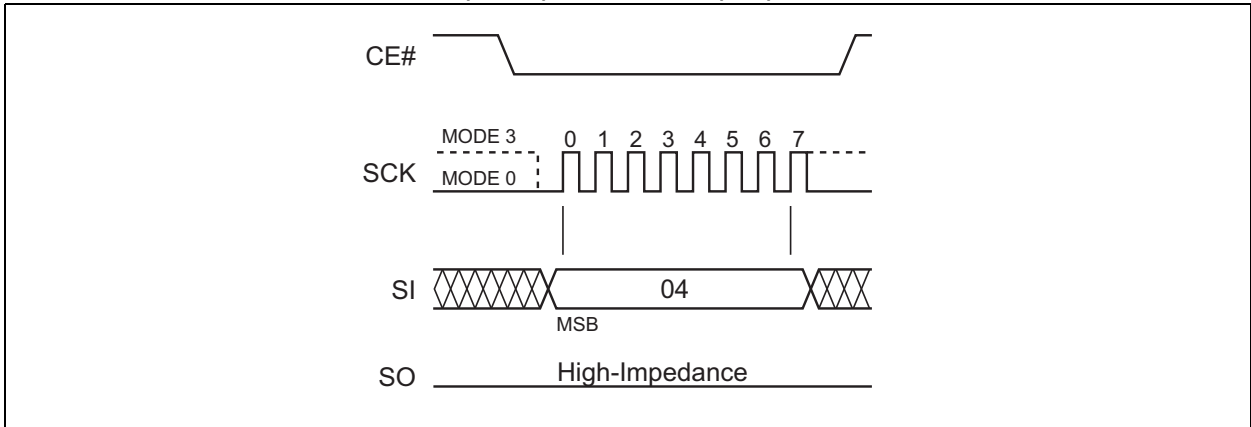 CE#
MODE 3
0 1 2 3 4 5 6 7
SCK
MODE 0
SI
04
MSB
SO
High-Impedance